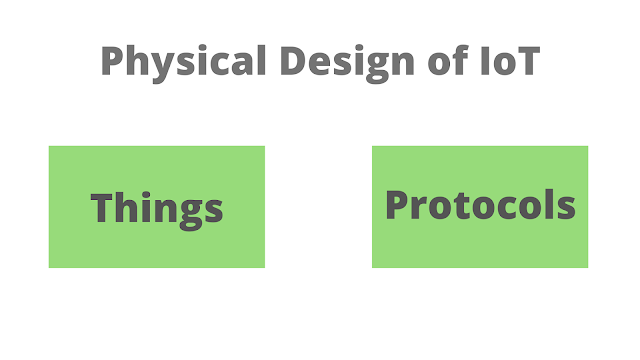 Physical Design of IoT
Things
Protocols